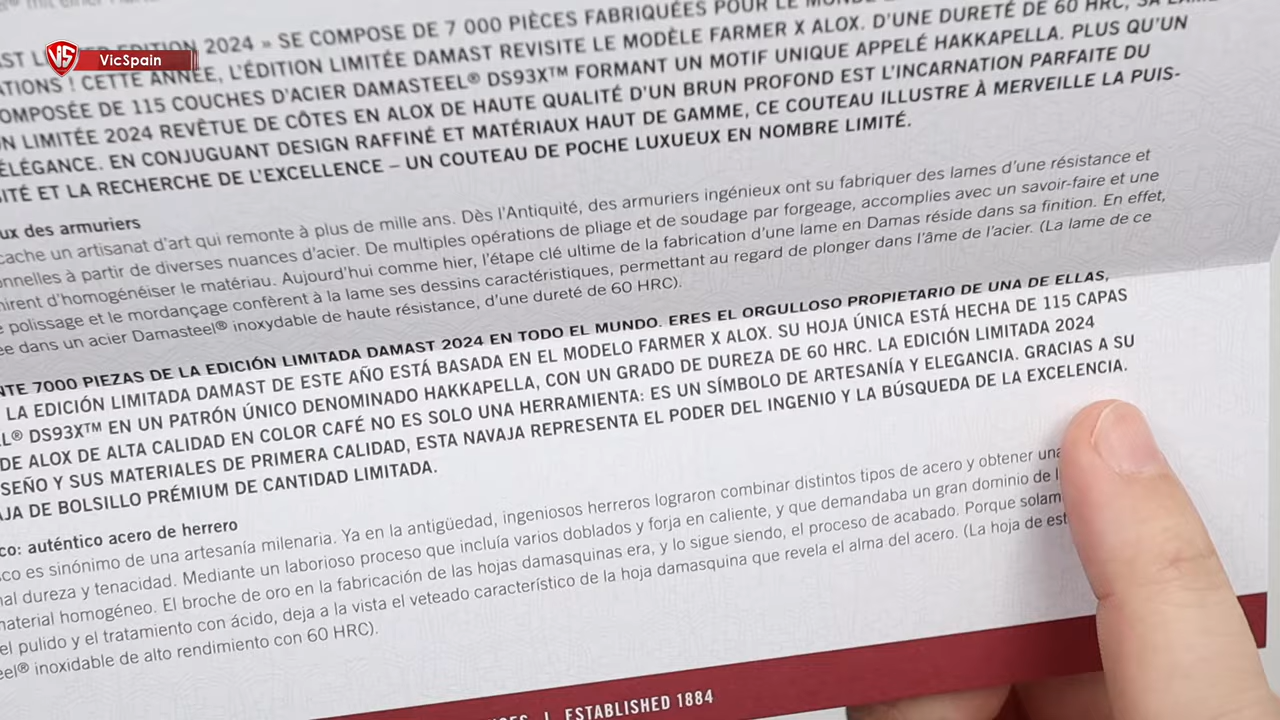 VS VicSpain
EDITION 2024 » SE COMPOSE DE 7 000 PIÈCES FABRIQUÉES POUR LE
ATIONS ! CETTE ANNÉE, L'ÉDITION LIMITÉE DAMAST REVISITE LE MODÈLE FARMER X ALOX. D'UNE DURETÉ DE 60 HRC, SA LAME
OMPOSÉE DE 115 COUCHES D'ACIER DAMASTEEL® DS93X™ FORMANT UN MOTIF UNIQUE APPELÉ HAKKAPELLA. PLUS QU'UN
ON LIMITÉE 2024 REVÊTUE DE CÔTES EN ALOX DE HAUTE QUALITÉ D'UN BRUN PROFOND EST L'INCARNATION PARFAITE DU
ÉLÉGANCE. EN CONJUGUANT DESIGN RAFFINÉ ET MATÉRIAUX HAUT DE GAMME, CE COUTEAU ILLUSTRE À MERVEILLE LA PUIS-
SITÉ ET LA RECHERCHE DE L'EXCELLENCE – UN COUTEAU DE POCHE LUXUEUX EN NOMBRE LIMITÉ.
ux des armuriers
cache un artisanat d'art qui remonte à plus de mille ans. Dès l'Antiquité, des armuriers ingénieux ont su fabriquer des lames d'une résistance et
onnelles à partir de diverses nuances d'acier. De multiples opérations de pliage et de soudage par forgeage, accomplies avec un savoir-faire et une
mirent d'homogénéiser le matériau. Aujourd'hui comme hier, l'étape clé ultime de la fabrication d'une lame en Damas réside dans sa finition. En effet,
e polissage et le mordançage confèrent à la lame ses dessins caractéristiques, permettant au regard de plonger dans l'âme de l'acier. (La lame de ce
ée dans un acier Damasteel® inoxydable de haute résistance, d'une dureté de 60 HRC).
NTE 7000 PIEZAS DE LA EDICIÓN LIMITADA DAMAST 2024 EN TODO EL MUNDO. ERES EL ORGULLOSO PROPIETARIO DE UNA DE ELLAS,
LA EDICIÓN LIMITADA DAMAST DE ESTE AÑO ESTÁ BASADA EN EL MODELO FARMER X ALOX. SU HOJA ÚNICA ESTÁ HECHA DE 115 CAPAS
EL® DS93X™ EN UN PATRÓN ÚNICO DENOMINADO HAKKAPELLA, CON UN GRADO DE DUREZA DE 60 HRC. LA EDICIÓN LIMITADA 2024
DE ALOX DE ALTA CALIDAD EN COLOR CAFÉ NO ES SOLO UNA HERRAMIENTA: ES UN SÍMBOLO DE ARTESANÍA Y ELEGANCIA. GRACIAS A SU
SEÑO Y SUS MATERIALES DE PRIMERA CALIDAD, ESTA NAVAJA REPRESENTA EL PODER DEL INGENIO Y LA BÚSQUEDA DE LA EXCELENCIA.
AJA DE BOLSILLO PRÉMIUM DE CANTIDAD LIMITADA.
co: auténtico acero de herrero
sco es sinónimo de una artesanía milenaria. Ya en la antigüedad, ingeniosos herreros lograron combinar distintos tipos de acero y obtener una
nal dureza y tenacidad. Mediante un laborioso proceso que incluía varios doblados y forja en caliente, y que demandaba un gran dominio de l
material homogéneo. El broche de oro en la fabricación de las hojas damasquinas era, y lo sigue siendo, el proceso de acabado. Porque solam
el pulido y el tratamiento con ácido, deja a la vista el veteado característico de la hoja damasquina que revela el alma del acero. (La hoja de est
eel® inoxidable de alto rendimiento con 60 HRC).
| ESTABLISHED 1884